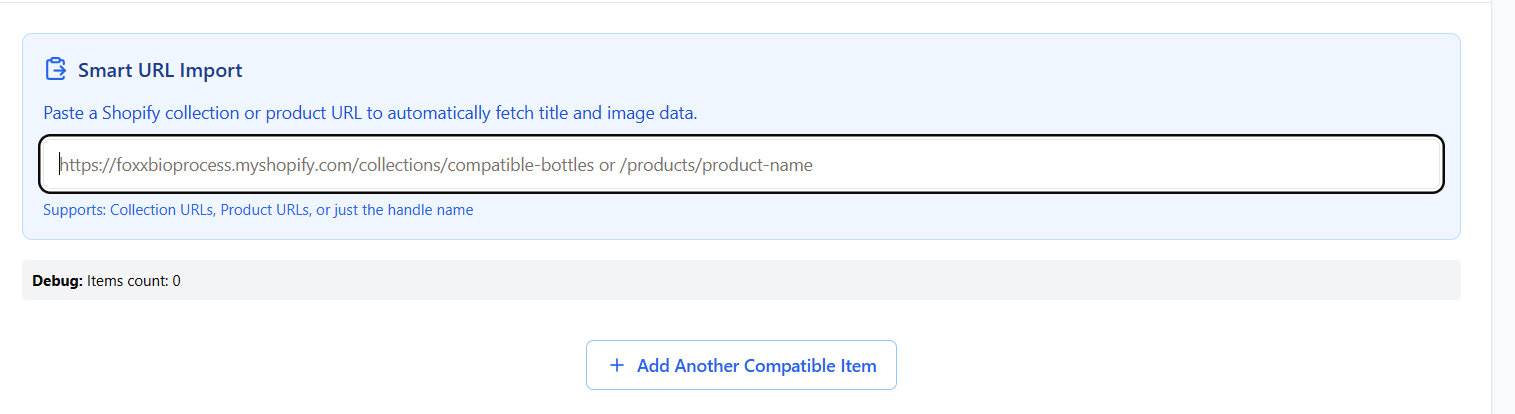 Smart URL Import
Paste a Shopify collection or product URL to automatically fetch title and image data.
https://foxxbioprocess.myshopify.com/collections/compatible-bottles or /products/product-name
Supports: Collection URLs, Product URLs, or just the handle name
Debug: Items count: 0
+ Add Another Compatible Item